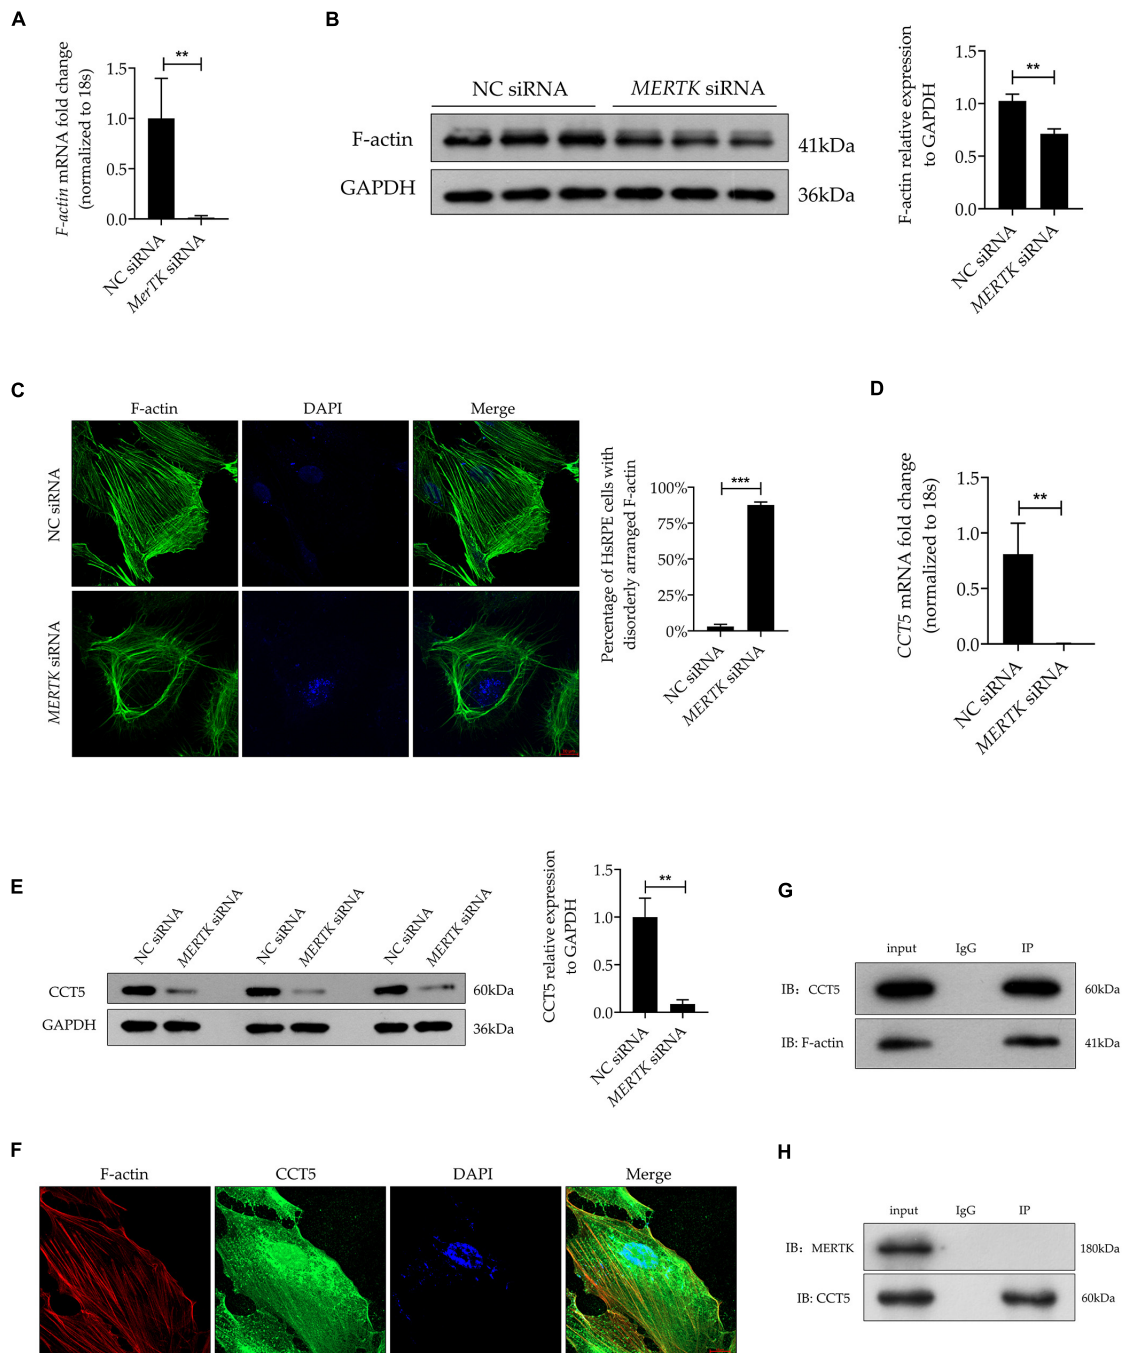 A
F-actin mRNA fold change
(normalized to 18s)
1.5
1.0
0.5
0.0
**
NC siRNA
MerTK siRNA
B
NC siRNA
MERTK siRNA
F-actin
41kDa
GAPDH
36kDa
F-actin relative expression
to GAPDH
1.5
1.0
0.5
0.0
**
NC siRNA
MERTK siRNA
C
F-actin
DAPI
Merge
NC siRNA
MERTK siRNA
Percentage of HsRPE cells with
disorderly arranged F-actin
100%
75%
50%
25%
0%
***
NC siRNA
MERTK siRNA
D
CCT5 mRNA fold change
(normalized to 18s)
1.5
1.0
0.5
0.0
**
NC siRNA
MERTK siRNA
E
NC siRNA
MERTK siRNA
NC siRNA
MERTK siRNA
NC siRNA
MERTK siRNA
CCT5
60kDa
GAPDH
36kDa
CCT5 relative expression
to GAPDH
1.5
1.0
0.5
0.0
**
NC siRNA
MERTK siRNA
G
input
IgG
IP
IB: CCT5
60kDa
IB: F-actin
41kDa
F
F-actin
CCT5
DAPI
Merge
H
input
IgG
IP
IB: MERTK
180kDa
IB: CCT5
60kDa